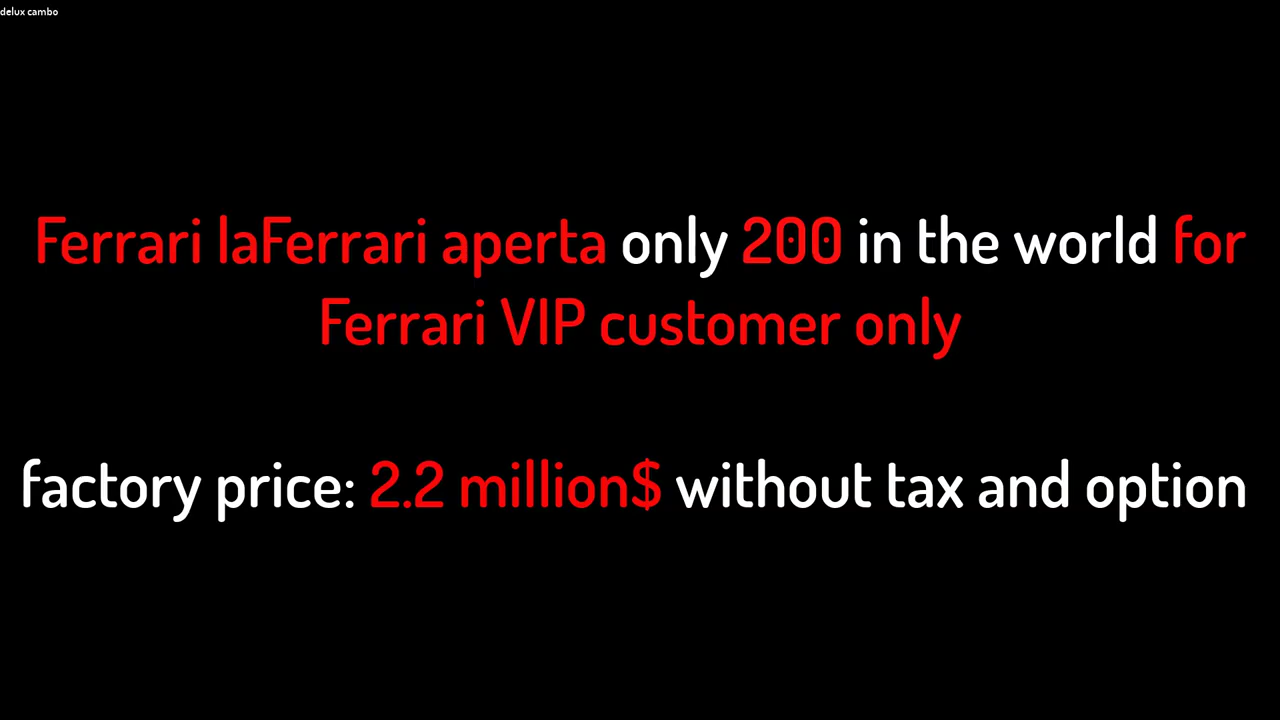 delux cambo
Ferrari laFerrari aperta only 200 in the world for
Ferrari VIP customer only
factory price: 2.2 million$ without tax and option